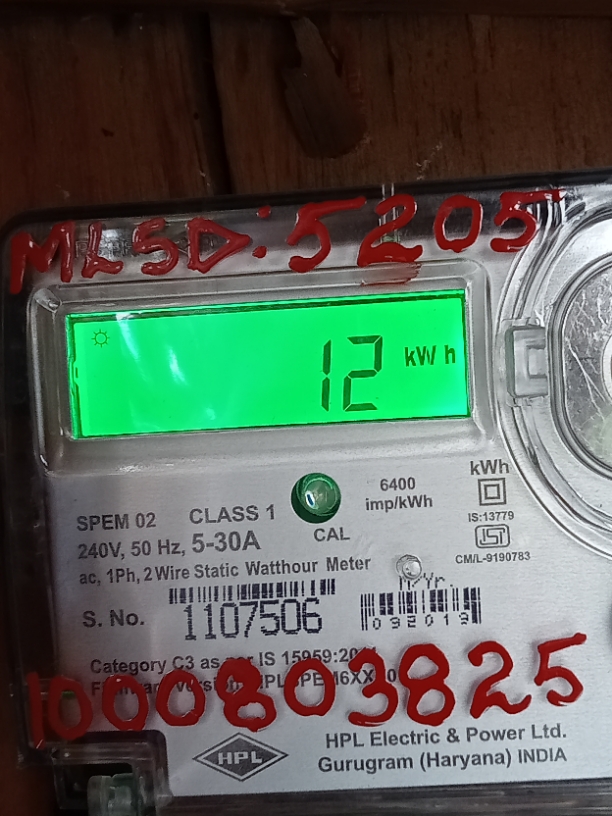 MLSD: 5205
12 kWh
6400
imp/kWh
kWh
IS:13779
SPEM 02 CLASS 1
CAL
240V, 50 Hz, 5-30A
CM/L-9190783
ac, 1Ph, 2 Wire Static Watthour Meter
M/Yr.
S. No. 1107506
092019
Category C3 as per IS 15959:
1000803825
HPL
HPL Electric & Power Ltd.
Gurugram (Haryana) INDIA